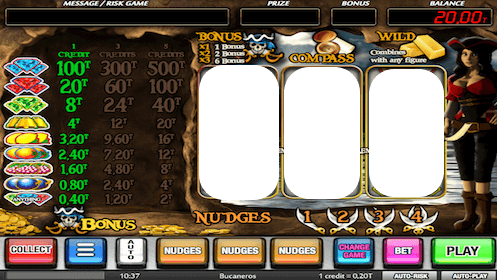 MESSAGE / RISK GAME PRIZE BONUS BALANCE
20.00T
BONUS WILD
x1 1 Bonus
x2 2 Bonus
x3 6 Bonus
COMPASS
Combines
with any figure
1 3 5
CREDIT CREDITS CREDITS
100T 300T 500T
20T 60T 100T
8T 24T 40T
4T 12T 20T
3,20T 9,60T 16T
2,40T 7,20T 12T
1,60T 4,80T 8T
0,80T 2,40T 4T
ANYTHING 0,40T 1,20T 2T
BONUS
NUDGES 1 2 3 4
COLLECT AUTO NUDGES NUDGES NUDGES CHANGE GAME BET PLAY
10:37 Bucaneros 1 credit = 0,20T AUTO-RISK AUTO-PLAY